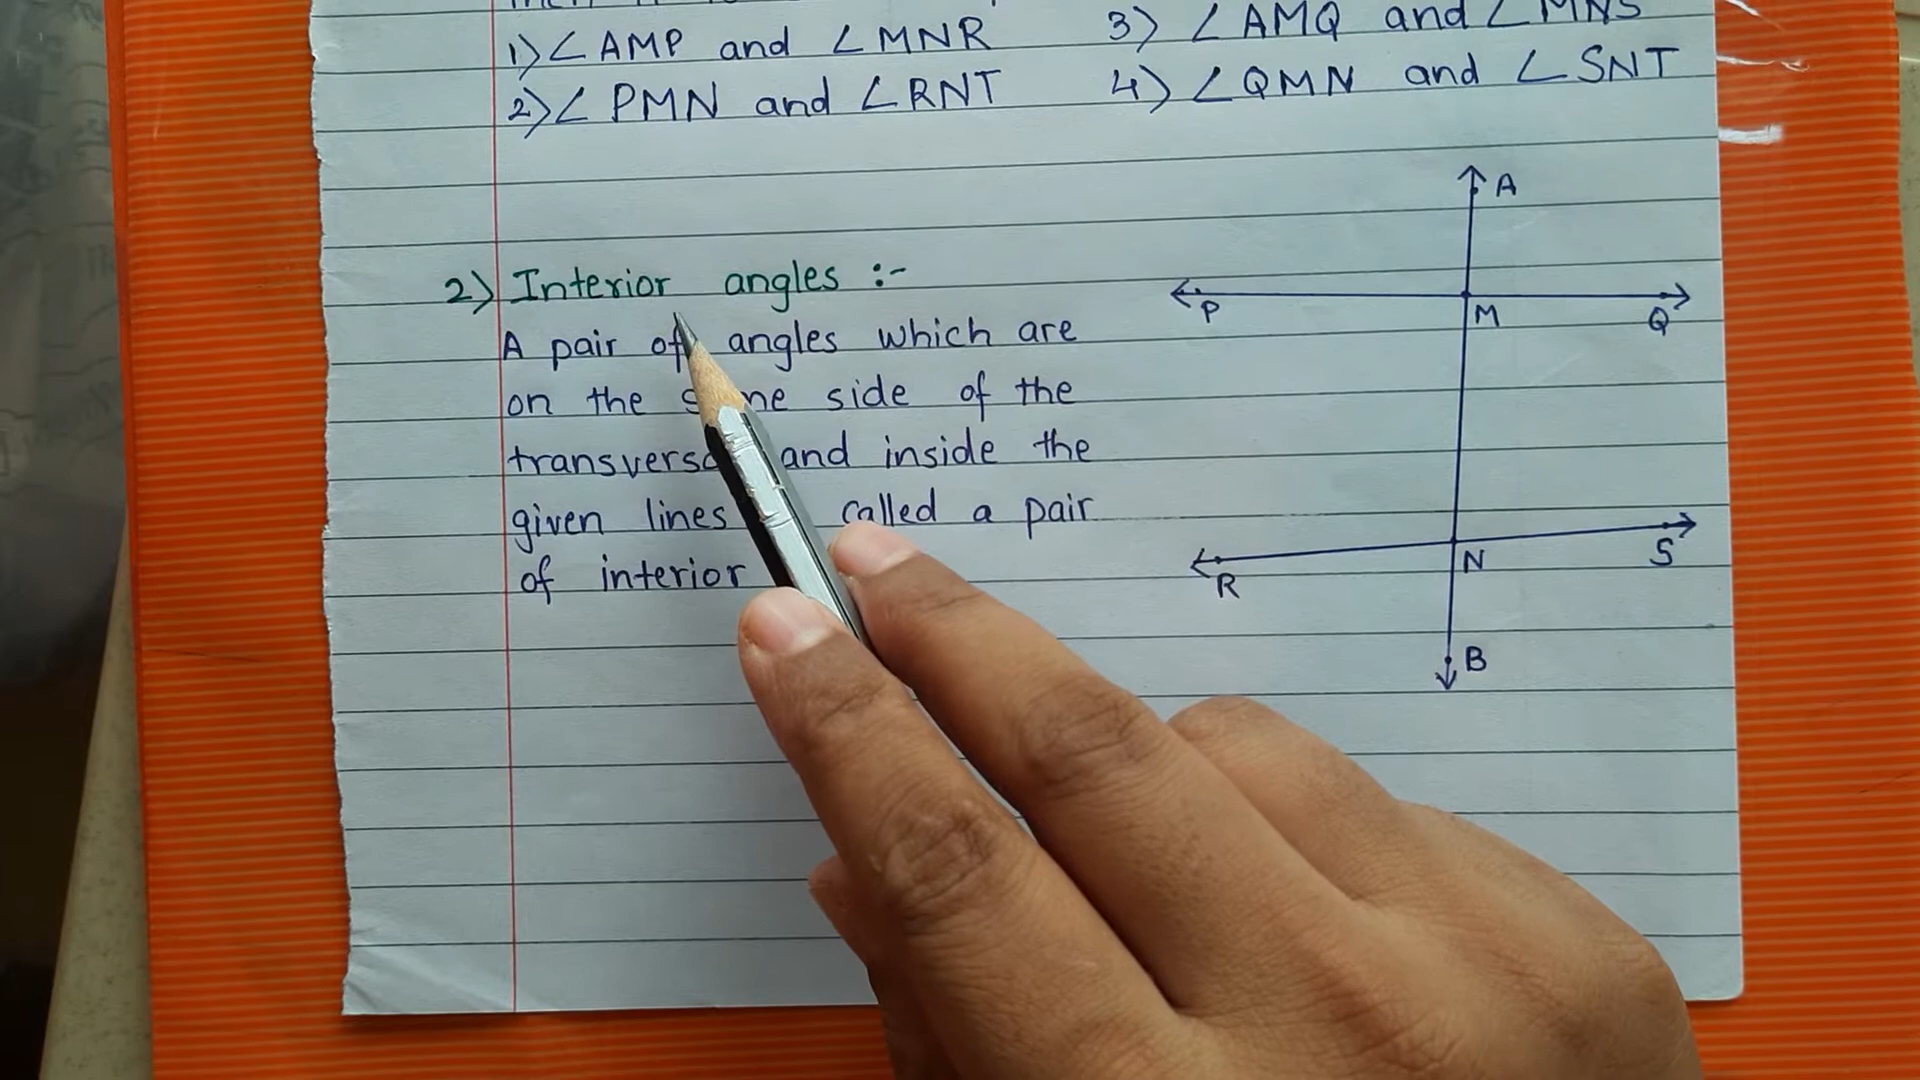 1) ∠AMP and ∠MNR
3) ∠AMQ and ∠MNS
2) ∠PMN and ∠RNT
4) ∠QMN and ∠SNT
2) Interior angles :-
A pair of angles which are
on the side of the
and inside the
given lines called a pair
of interior
A
P
M
Q
R
N
S
B